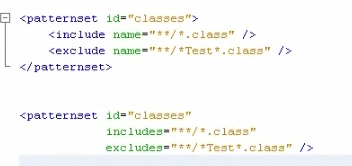 <patternset id="classes">
<include name="**/*.class" />
<exclude name="**/*Test*.class" />
</patternset>
<patternset id="classes"
includes="**/*.class"
excludes="**/*Test*.class" />